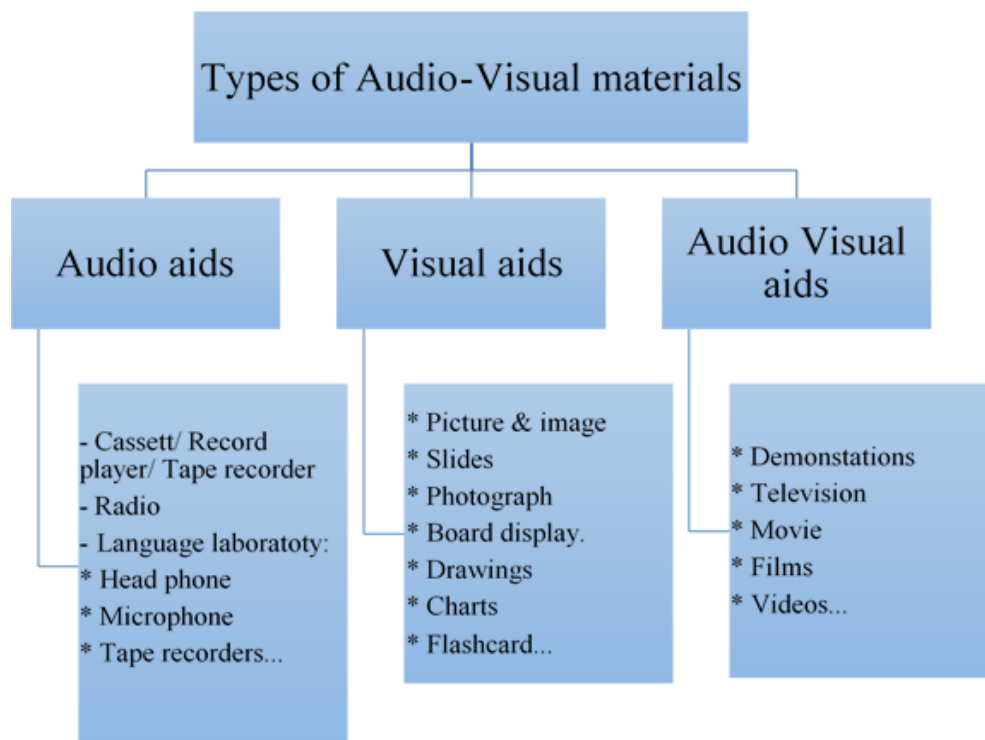 Types of Audio-Visual materials
Audio aids
Visual aids
Audio Visual
aids
- Cassett/ Record
player/ Tape recorder
- Radio
- Language laboratoty:
* Head phone
* Microphone
* Tape recorders...
* Picture & image
* Slides
* Photograph
* Board display.
* Drawings
* Charts
* Flashcard...
* Demonstations
* Television
* Movie
* Films
* Videos...